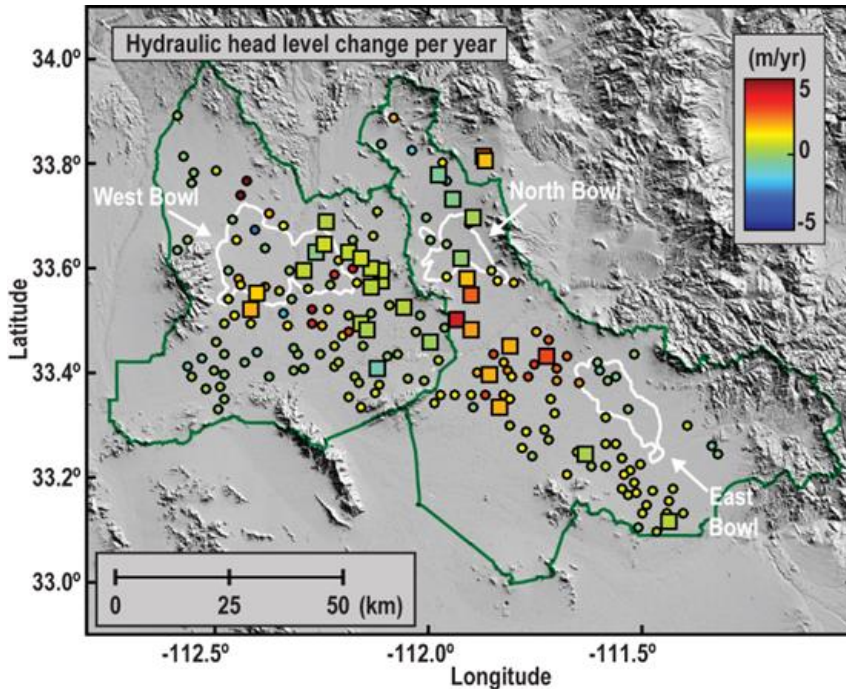 Hydraulic head level change per year
(m/yr)
5
0
-5
34.0º
33.8º
33.6º
33.4º
33.2º
33.0º
Latitude
West Bowl
North Bowl
East
Bowl
0 25 50 (km)
-112.5º -112.0º -111.5º
Longitude